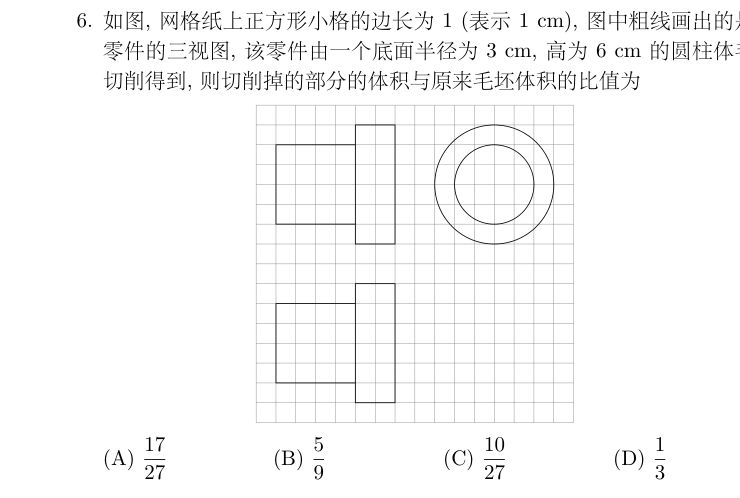 6. 如图, 网格纸上正方形小格的边长为 1 (表示 1 cm), 图中粗线画出的是
零件的三视图, 该零件由一个底面半径为 3 cm, 高为 6 cm 的圆柱体
切削得到, 则切削掉的部分的体积与原来毛坯体积的比值为
(A) 17/27 (B) 5/9 (C) 10/27 (D) 1/3